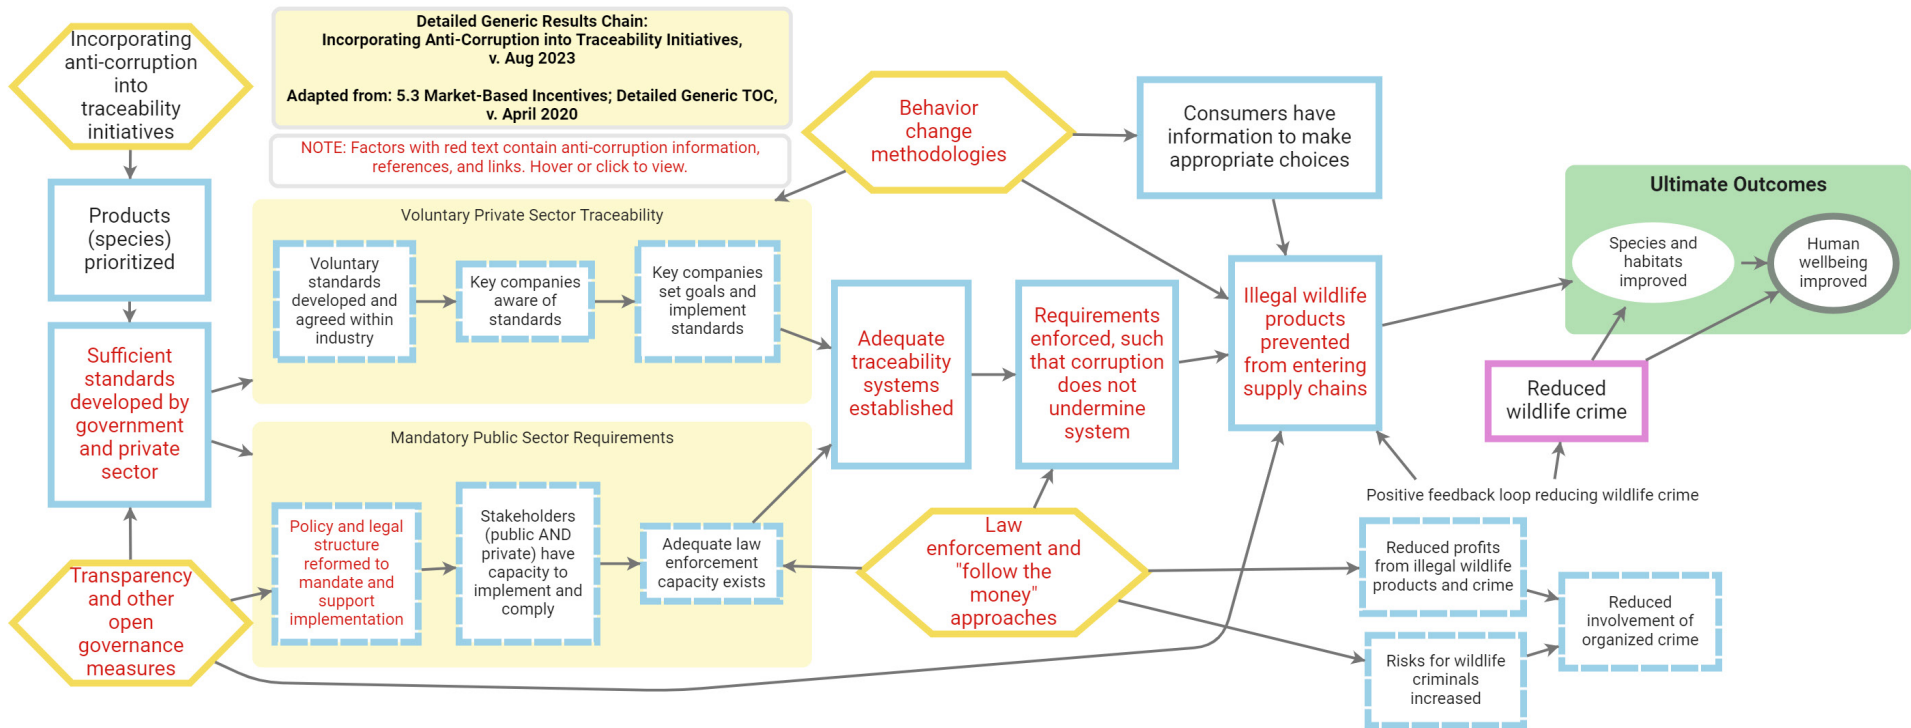 Incorporating
anti-corruption
into
traceability
initiatives
Detailed Generic Results Chain:
Incorporating Anti-Corruption into Traceability Initiatives,
v. Aug 2023
Adapted from: 5.3 Market-Based Incentives; Detailed Generic TOC,
v. April 2020
NOTE: Factors with red text contain anti-corruption information,
references, and links. Hover or click to view.
Products
(species)
prioritized
Sufficient
standards
developed by
government
and private
sector
Transparency
and other
open
governance
measures
Voluntary Private Sector Traceability
Voluntary
standards
developed and
agreed within
industry
Key companies
aware of
standards
Key companies
set goals and
implement
standards
Mandatory Public Sector Requirements
Policy and legal
structure
reformed to
mandate and
support
implementation
Stakeholders
(public AND
private) have
capacity to
implement and
comply
Adequate law
enforcement
capacity exists
Behavior
change
methodologies
Consumers have
information to make
appropriate choices
Adequate
traceability
systems
established
Requirements
enforced, such
that corruption
does not
undermine
system
Illegal wildlife
products
prevented
from entering
supply chains
Law
enforcement and
"follow the
money"
approaches
Ultimate Outcomes
Species and
habitats
improved
Human
wellbeing
improved
Reduced
wildlife crime
Positive feedback loop reducing wildlife crime
Reduced profits
from illegal wildlife
products and crime
Risks for wildlife
criminals
increased
Reduced
involvement of
organized crime